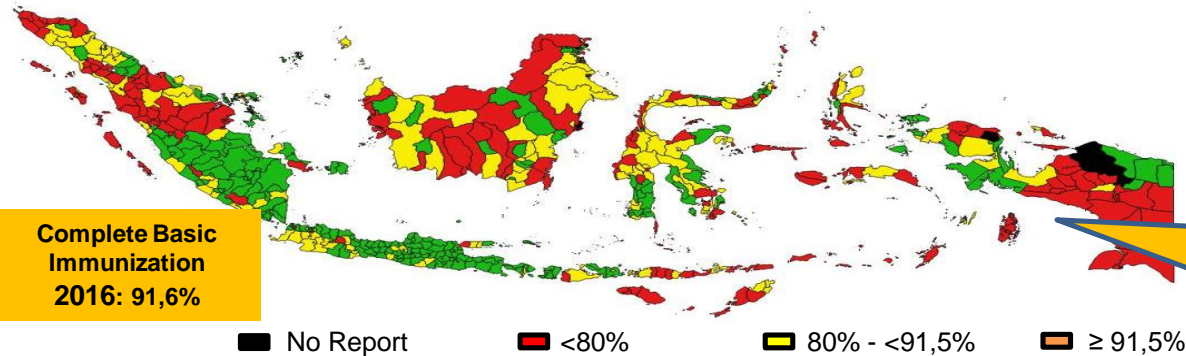 Complete Basic
Immunization
2016: 91,6%
No Report
<80%
80% - <91,5%
≥ 91,5%